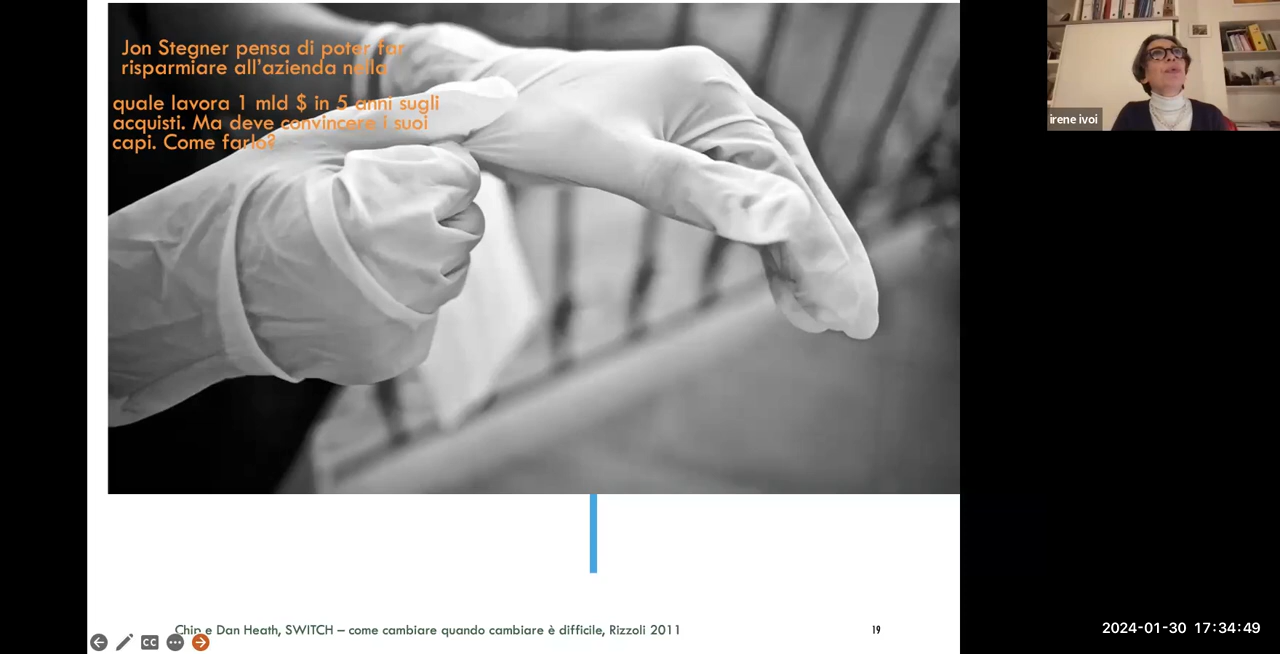 Jon Stegner pensa di poter far
risparmiare all'azienda nella
quale lavora 1 mld $ in 5 anni sugli
acquisti. Ma deve convincere i suoi
capi. Come farlo?
irene ivoi
Chip e Dan Heath, SWITCH – come cambiare quando cambiare è difficile, Rizzoli 2011
19
CC
2024-01-30 17:34:49